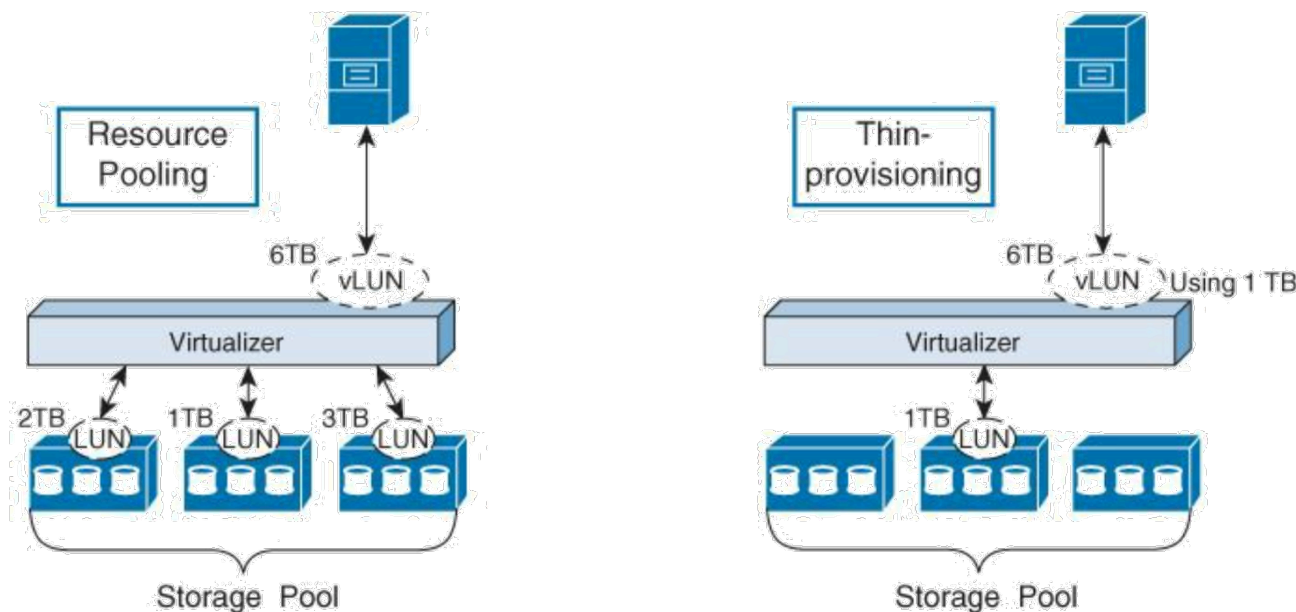 Resource
Pooling
6TB
vLUN
Virtualizer
2TB
LUN
1TB
LUN
3TB
LUN
Storage Pool
Thin-
provisioning
6TB
vLUN
Using 1 TB
Virtualizer
1TB
LUN
Storage Pool